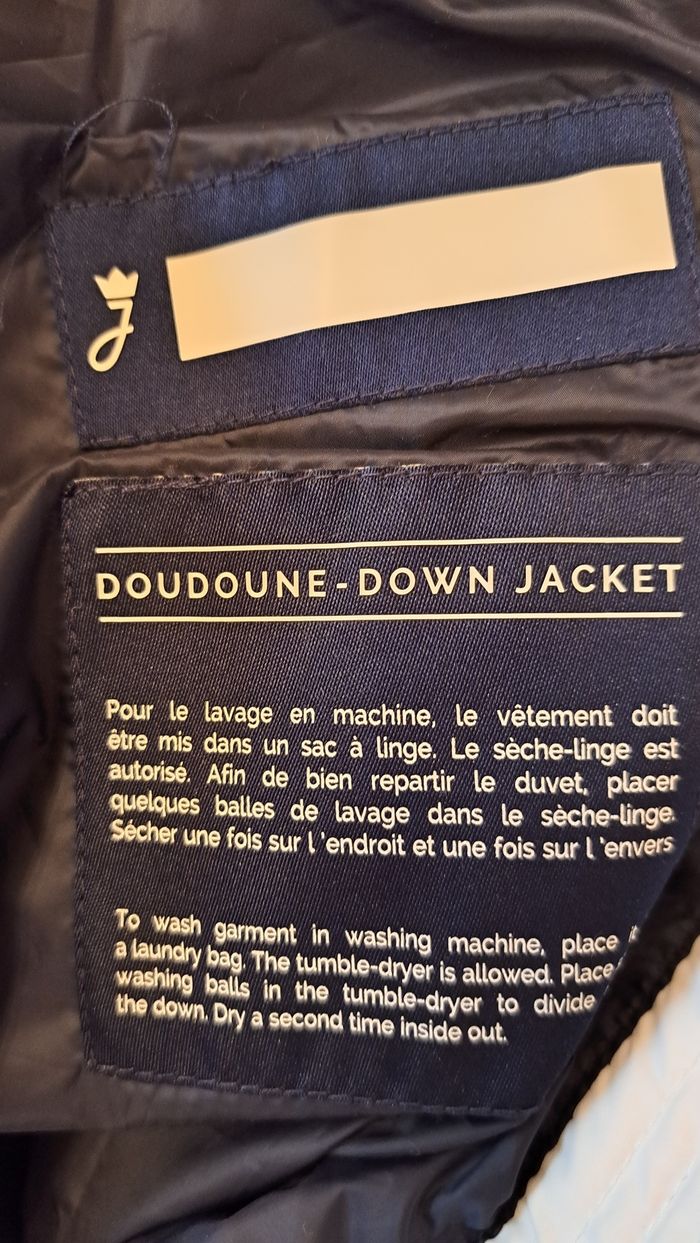 J
DOUDOUNE-DOWN JACKET
Pour le lavage en machine, le vêtement doit
être mis dans un sac à linge. Le sèche-linge est
autorisé. Afin de bien repartir le duvet, placer
quelques balles de lavage dans le sèche-linge.
Sécher une fois sur l'endroit et une fois sur l'envers
To wash garment in washing machine, place
a laundry bag. The tumble-dryer is allowed. Place
washing balls in the tumble-dryer to divide
the down. Dry a second time inside out.